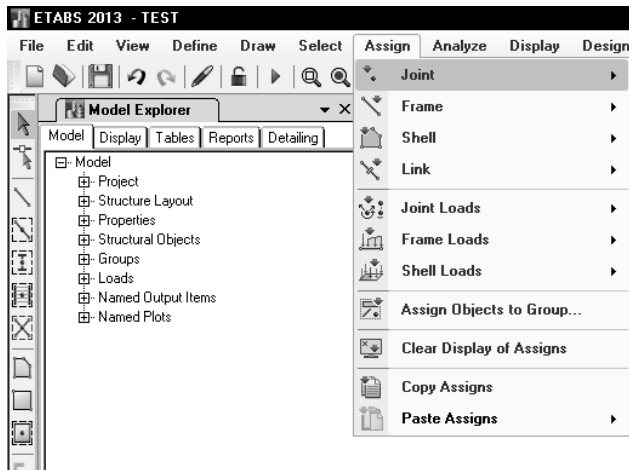 ETABS 2013 - TEST
File Edit View Define Draw Select Assign Analyze Display Design
Model Explorer
Model Display Tables Reports Detailing
Model
Project
Structure Layout
Properties
Structural Objects
Groups
Loads
Named Output Items
Named Plots
Joint
Frame
Shell
Link
Joint Loads
Frame Loads
Shell Loads
Assign Objects to Group...
Clear Display of Assigns
Copy Assigns
Paste Assigns